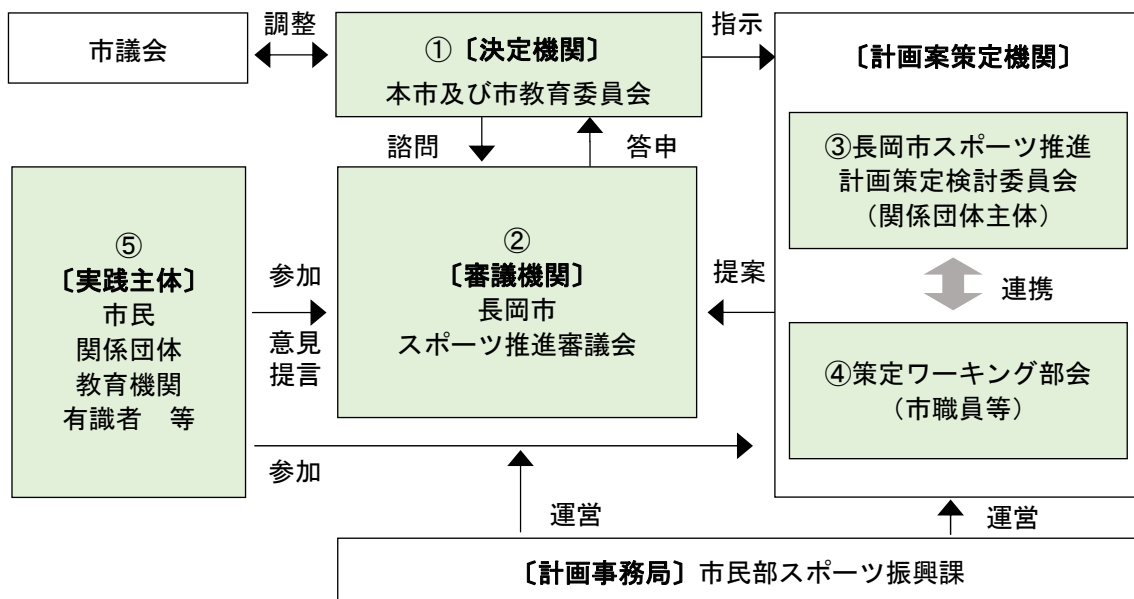 市議会
調整
①〔決定機関〕
本市及び市教育委員会
指示
〔計画案策定機関〕
諮問
答申
③長岡市スポーツ推進
計画策定検討委員会
（関係団体主体）
連携
④策定ワーキング部会
（市職員等）
⑤
〔実践主体〕
市民
関係団体
教育機関
有識者　等
参加
意見
提言
②
〔審議機関〕
長岡市
スポーツ推進審議会
提案
参加
運営
運営
〔計画事務局〕市民部スポーツ振興課